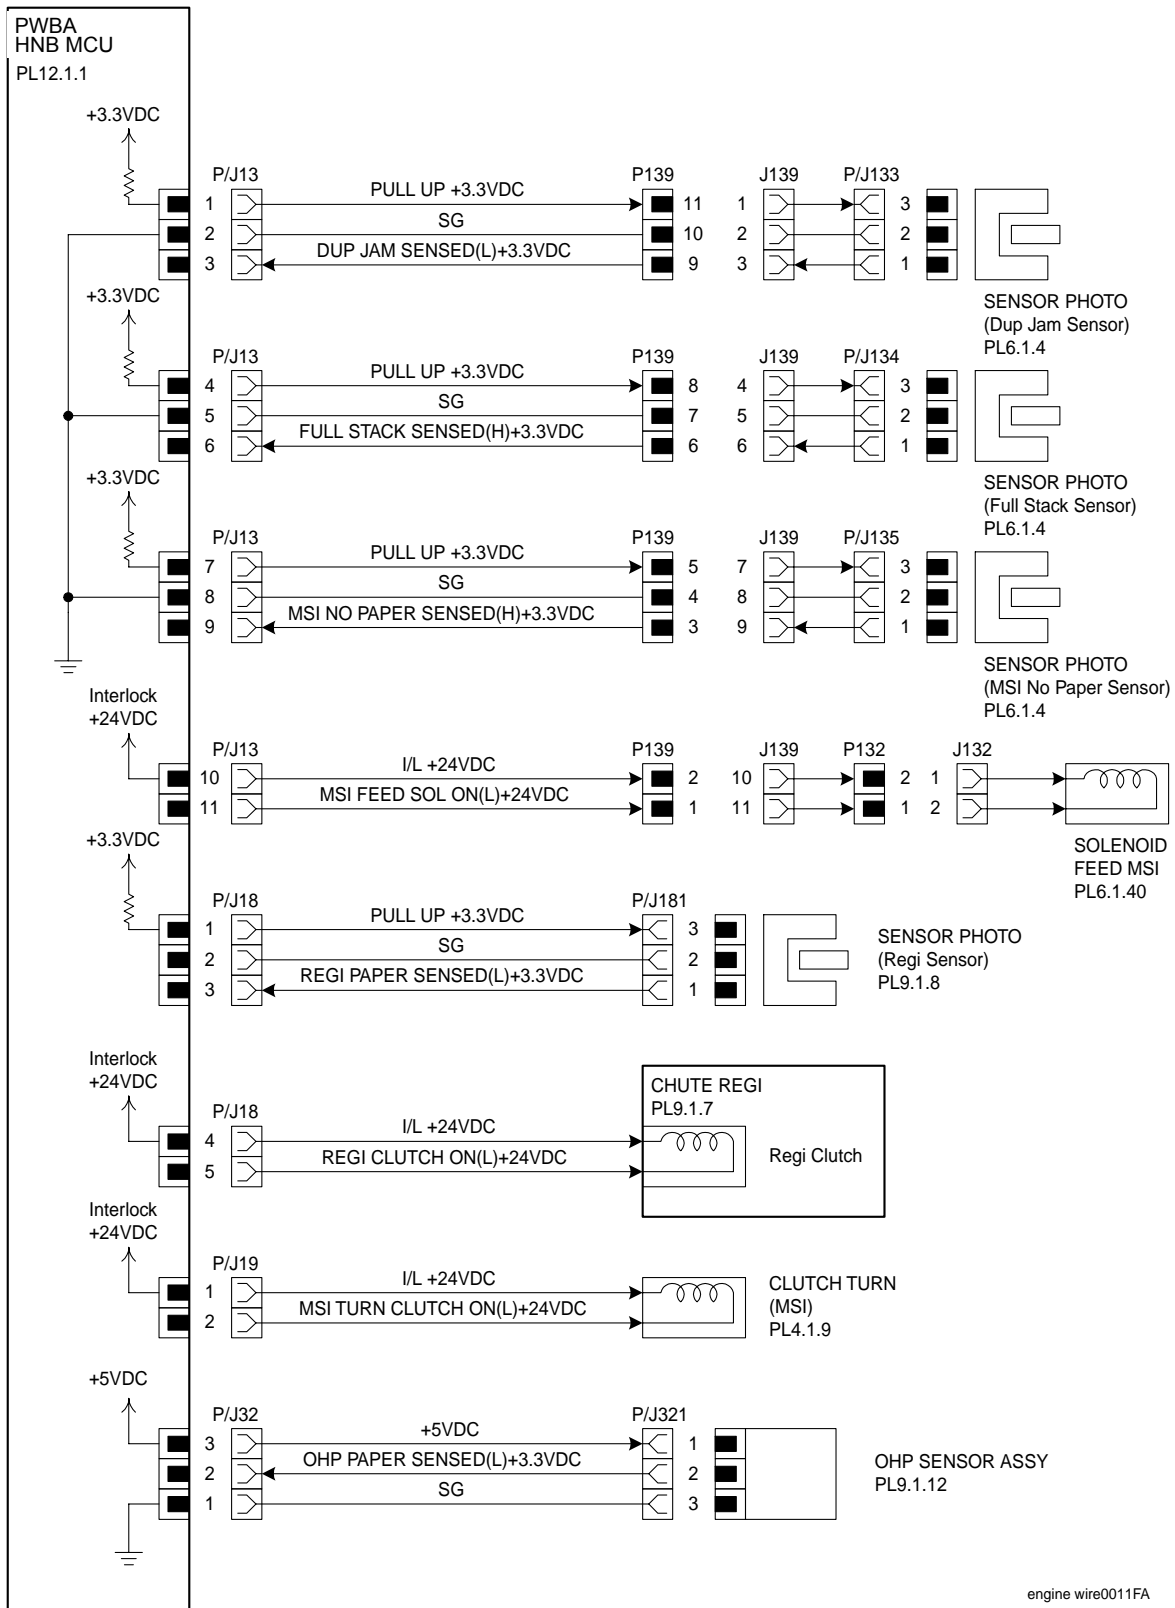 PWBA
HNB MCU
PL12.1.1
+3.3VDC
P/J13 P139 J139 P/J133
1 PULL UP +3.3VDC 11 1 3
2 SG 10 2 2
3 DUP JAM SENSED(L)+3.3VDC 9 3 1
SENSOR PHOTO
(Dup Jam Sensor)
PL6.1.4
+3.3VDC
P/J13 P139 J139 P/J134
4 PULL UP +3.3VDC 8 4 3
5 SG 7 5 2
6 FULL STACK SENSED(H)+3.3VDC 6 6 1
SENSOR PHOTO
(Full Stack Sensor)
PL6.1.4
+3.3VDC
P/J13 P139 J139 P/J135
7 PULL UP +3.3VDC 5 7 3
8 SG 4 8 2
9 MSI NO PAPER SENSED(H)+3.3VDC 3 9 1
SENSOR PHOTO
(MSI No Paper Sensor)
PL6.1.4
Interlock
+24VDC
P/J13 P139 J139 P132 J132
10 I/L +24VDC 2 10 2 1
11 MSI FEED SOL ON(L)+24VDC 1 11 1 2
SOLENOID
FEED MSI
PL6.1.40
+3.3VDC
P/J18 P/J181
1 PULL UP +3.3VDC 3
2 SG 2
3 REGI PAPER SENSED(L)+3.3VDC 1
SENSOR PHOTO
(Regi Sensor)
PL9.1.8
Interlock
+24VDC
P/J18
4 I/L +24VDC
5 REGI CLUTCH ON(L)+24VDC
CHUTE REGI
PL9.1.7
Regi Clutch
Interlock
+24VDC
P/J19
1 I/L +24VDC
2 MSI TURN CLUTCH ON(L)+24VDC
CLUTCH TURN
(MSI)
PL4.1.9
+5VDC
P/J32 P/J321
3 +5VDC 1
2 OHP PAPER SENSED(L)+3.3VDC 2
1 SG 3
OHP SENSOR ASSY
PL9.1.12
engine wire0011FA